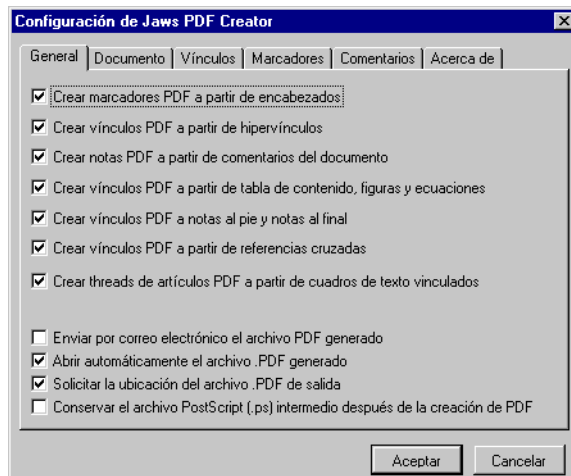 Configuración de Jaws PDF Creator
General Documento Vínculos Marcadores Comentarios Acerca de
Crear marcadores PDF a partir de encabezados
Crear vínculos PDF a partir de hipervínculos
Crear notas PDF a partir de comentarios del documento
Crear vínculos PDF a partir de tabla de contenido, figuras y ecuaciones
Crear vínculos PDF a notas al pie y notas al final
Crear vínculos PDF a partir de referencias cruzadas
Crear threads de artículos PDF a partir de cuadros de texto vinculados
Enviar por correo electrónico el archivo PDF generado
Abrir automáticamente el archivo .PDF generado
Solicitar la ubicación del archivo .PDF de salida
Conservar el archivo PostScript (.ps) intermedio después de la creación de PDF
Aceptar Cancelar